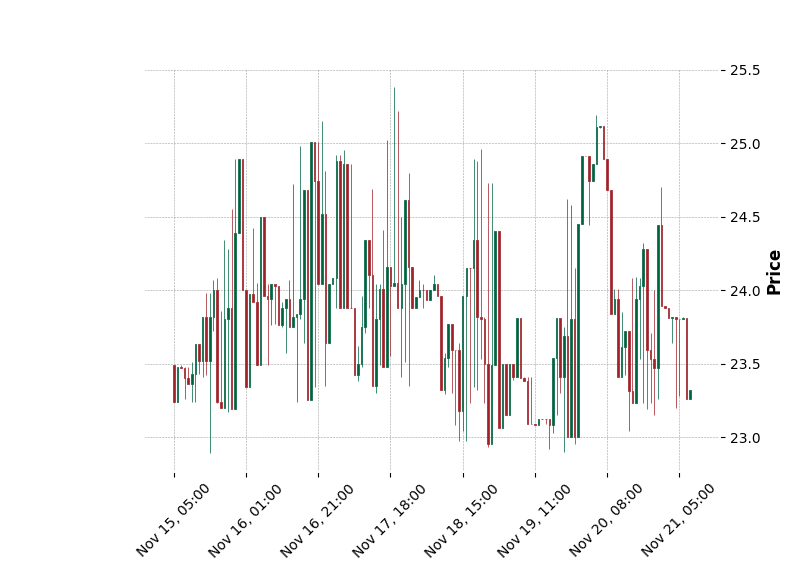 25.5
25.0
24.5
24.0
23.5
23.0
Price
Nov 15, 05:00
Nov 16, 01:00
Nov 16, 21:00
Nov 17, 18:00
Nov 18, 15:00
Nov 19, 11:00
Nov 20, 08:00
Nov 21, 05:00